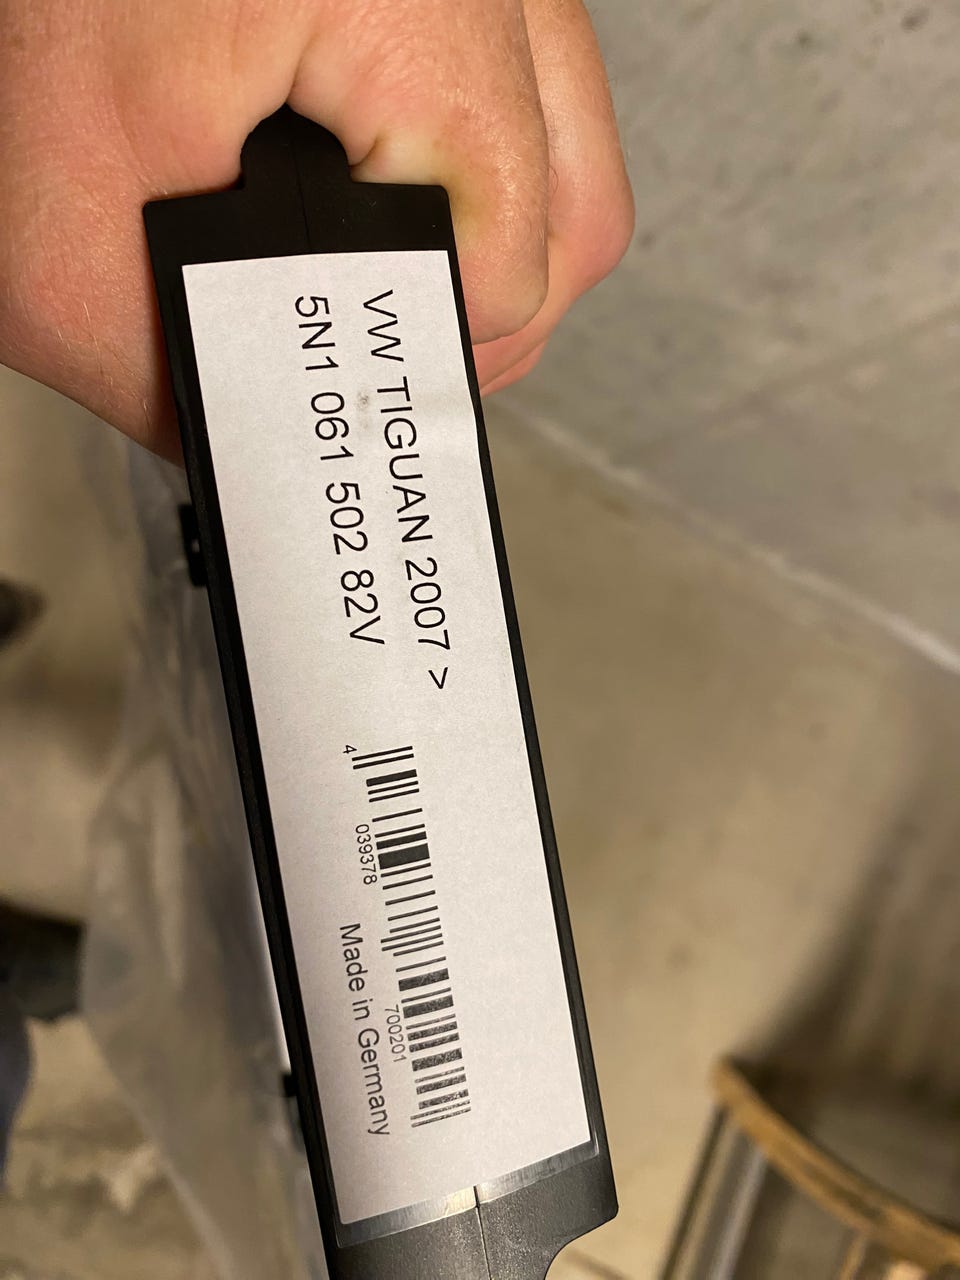 VW TIGUAN 2007 >
5N1 061 502 82V
4 039378 700201
Made in Germany